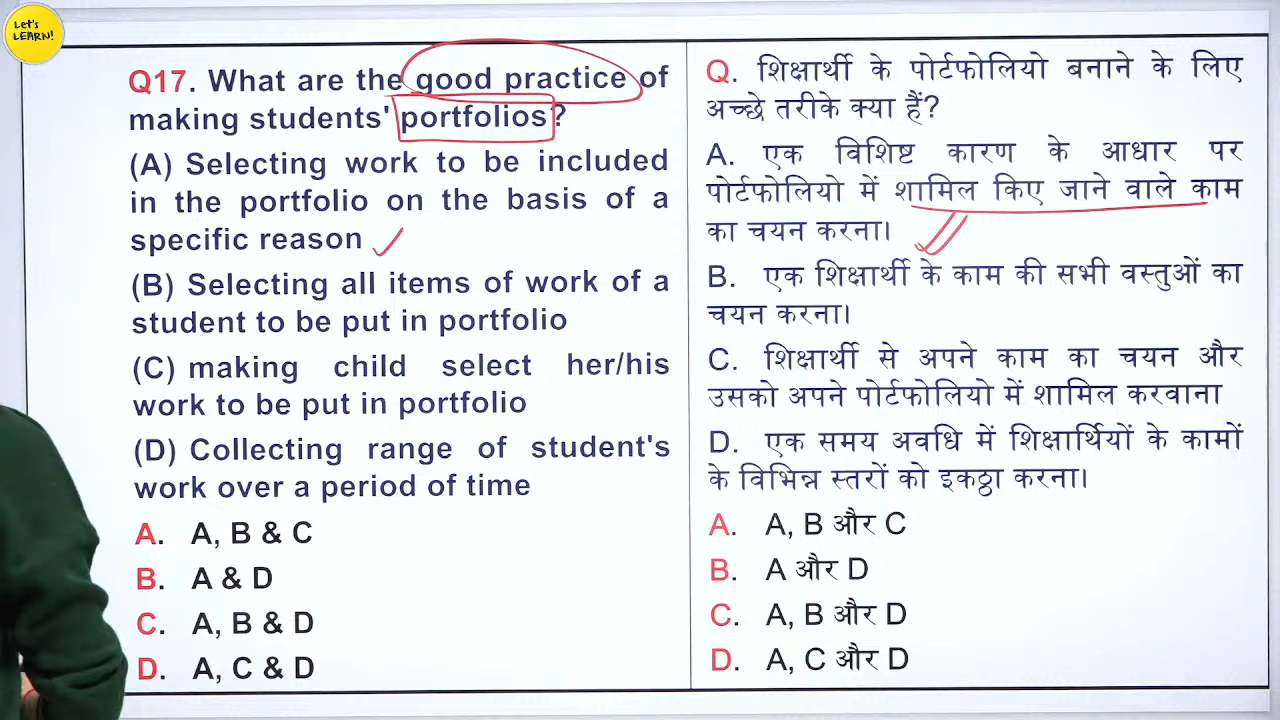 Let's
LEARN!
Q17. What are the good practice of
making students' portfolios?
(A) Selecting work to be included
in the portfolio on the basis of a
specific reason
(B) Selecting all items of work of a
student to be put in portfolio
(C) making child select her/his
work to be put in portfolio
(D) Collecting range of student's
work over a period of time
A. A, B & C
B. A & D
C. A, B & D
D. A, C & D
Q. शिक्षार्थी के पोर्टफोलियो बनाने के लिए
अच्छे तरीके क्या हैं?
A. एक विशिष्ट कारण के आधार पर
पोर्टफोलियो में शामिल किए जाने वाले काम
का चयन करना।
B. एक शिक्षार्थी के काम की सभी वस्तुओं का
चयन करना।
C. शिक्षार्थी से अपने काम का चयन और
उसको अपने पोर्टफोलियो में शामिल करवाना
D. एक समय अवधि में शिक्षार्थियों के कामों
के विभिन्न स्तरों को इकठ्ठा करना।
A. A, B और C
B. A और D
C. A, B और D
D. A, C और D